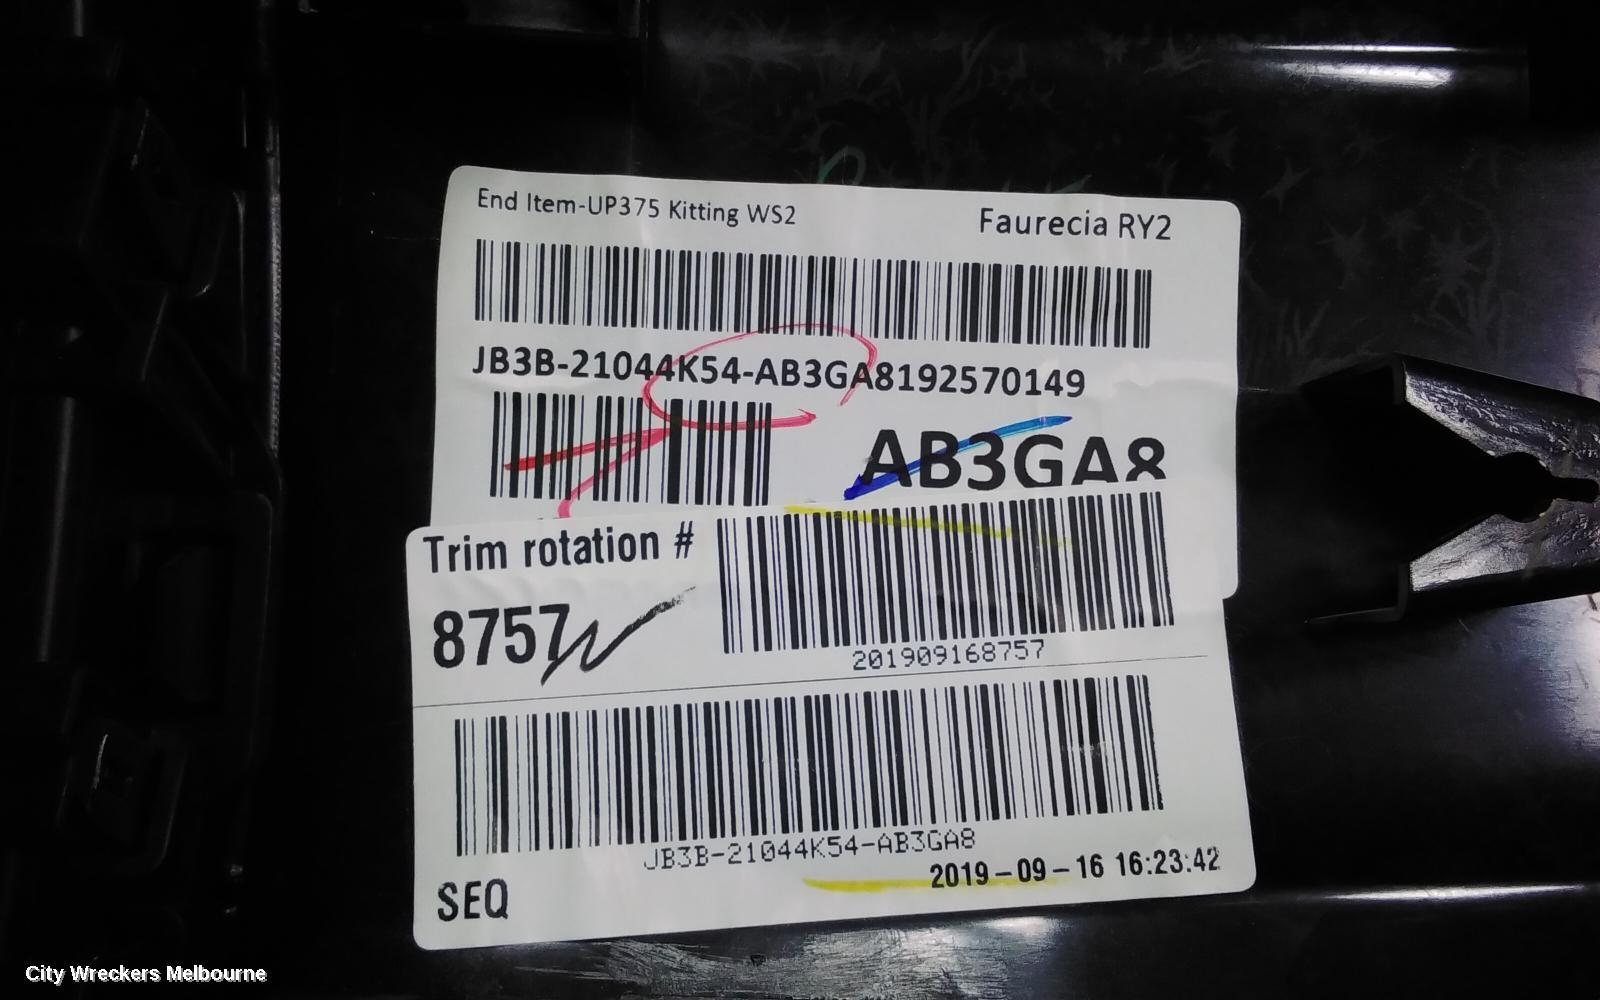 End Item-UP375 Kitting WS2
Faurecia RY2
JB3B-21044K54-AB3GA8192570149
AB3GA8
Trim rotation #
8757
201909168757
JB3B-21044K54-AB3GA8
2019-09-16 16:23:42
SEQ
City Wreckers Melbourne